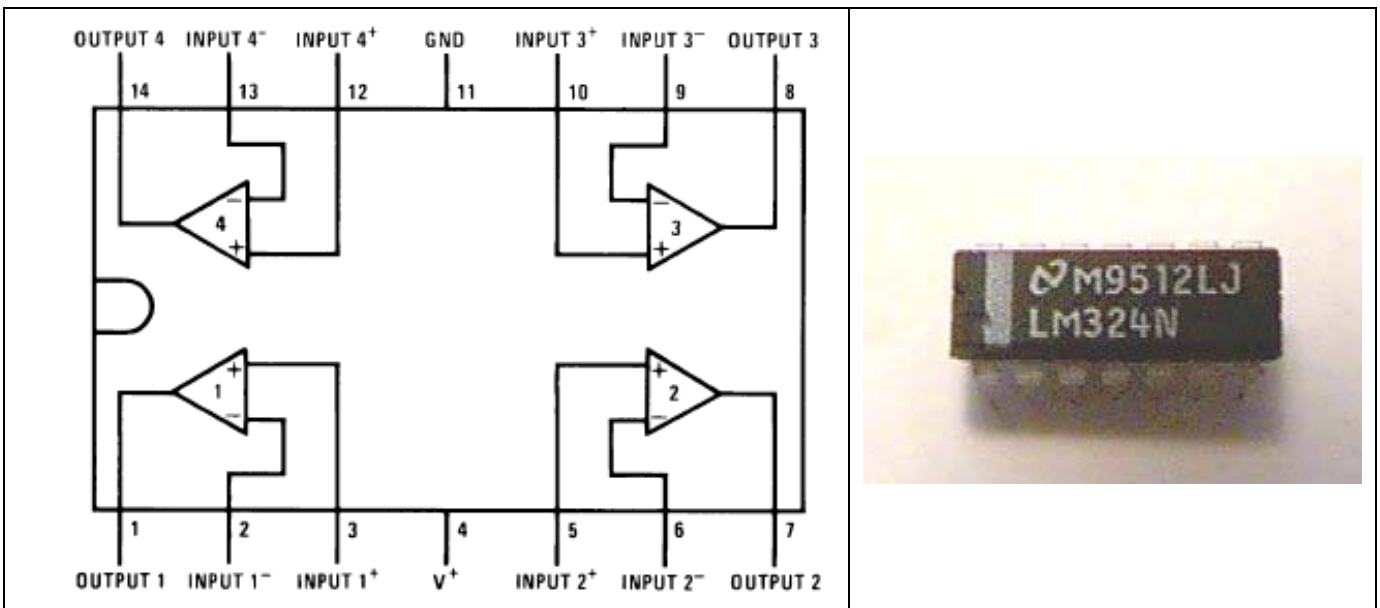 OUTPUT 4 INPUT 4⁻ INPUT 4⁺ GND INPUT 3⁺ INPUT 3⁻ OUTPUT 3
14 13 12 11 10 9 8
− −
4 3
+ +
+ +
1 2
− −
1 2 3 4 5 6 7
OUTPUT 1 INPUT 1⁻ INPUT 1⁺ V⁺ INPUT 2⁺ INPUT 2⁻ OUTPUT 2
M9512LJ
LM324N